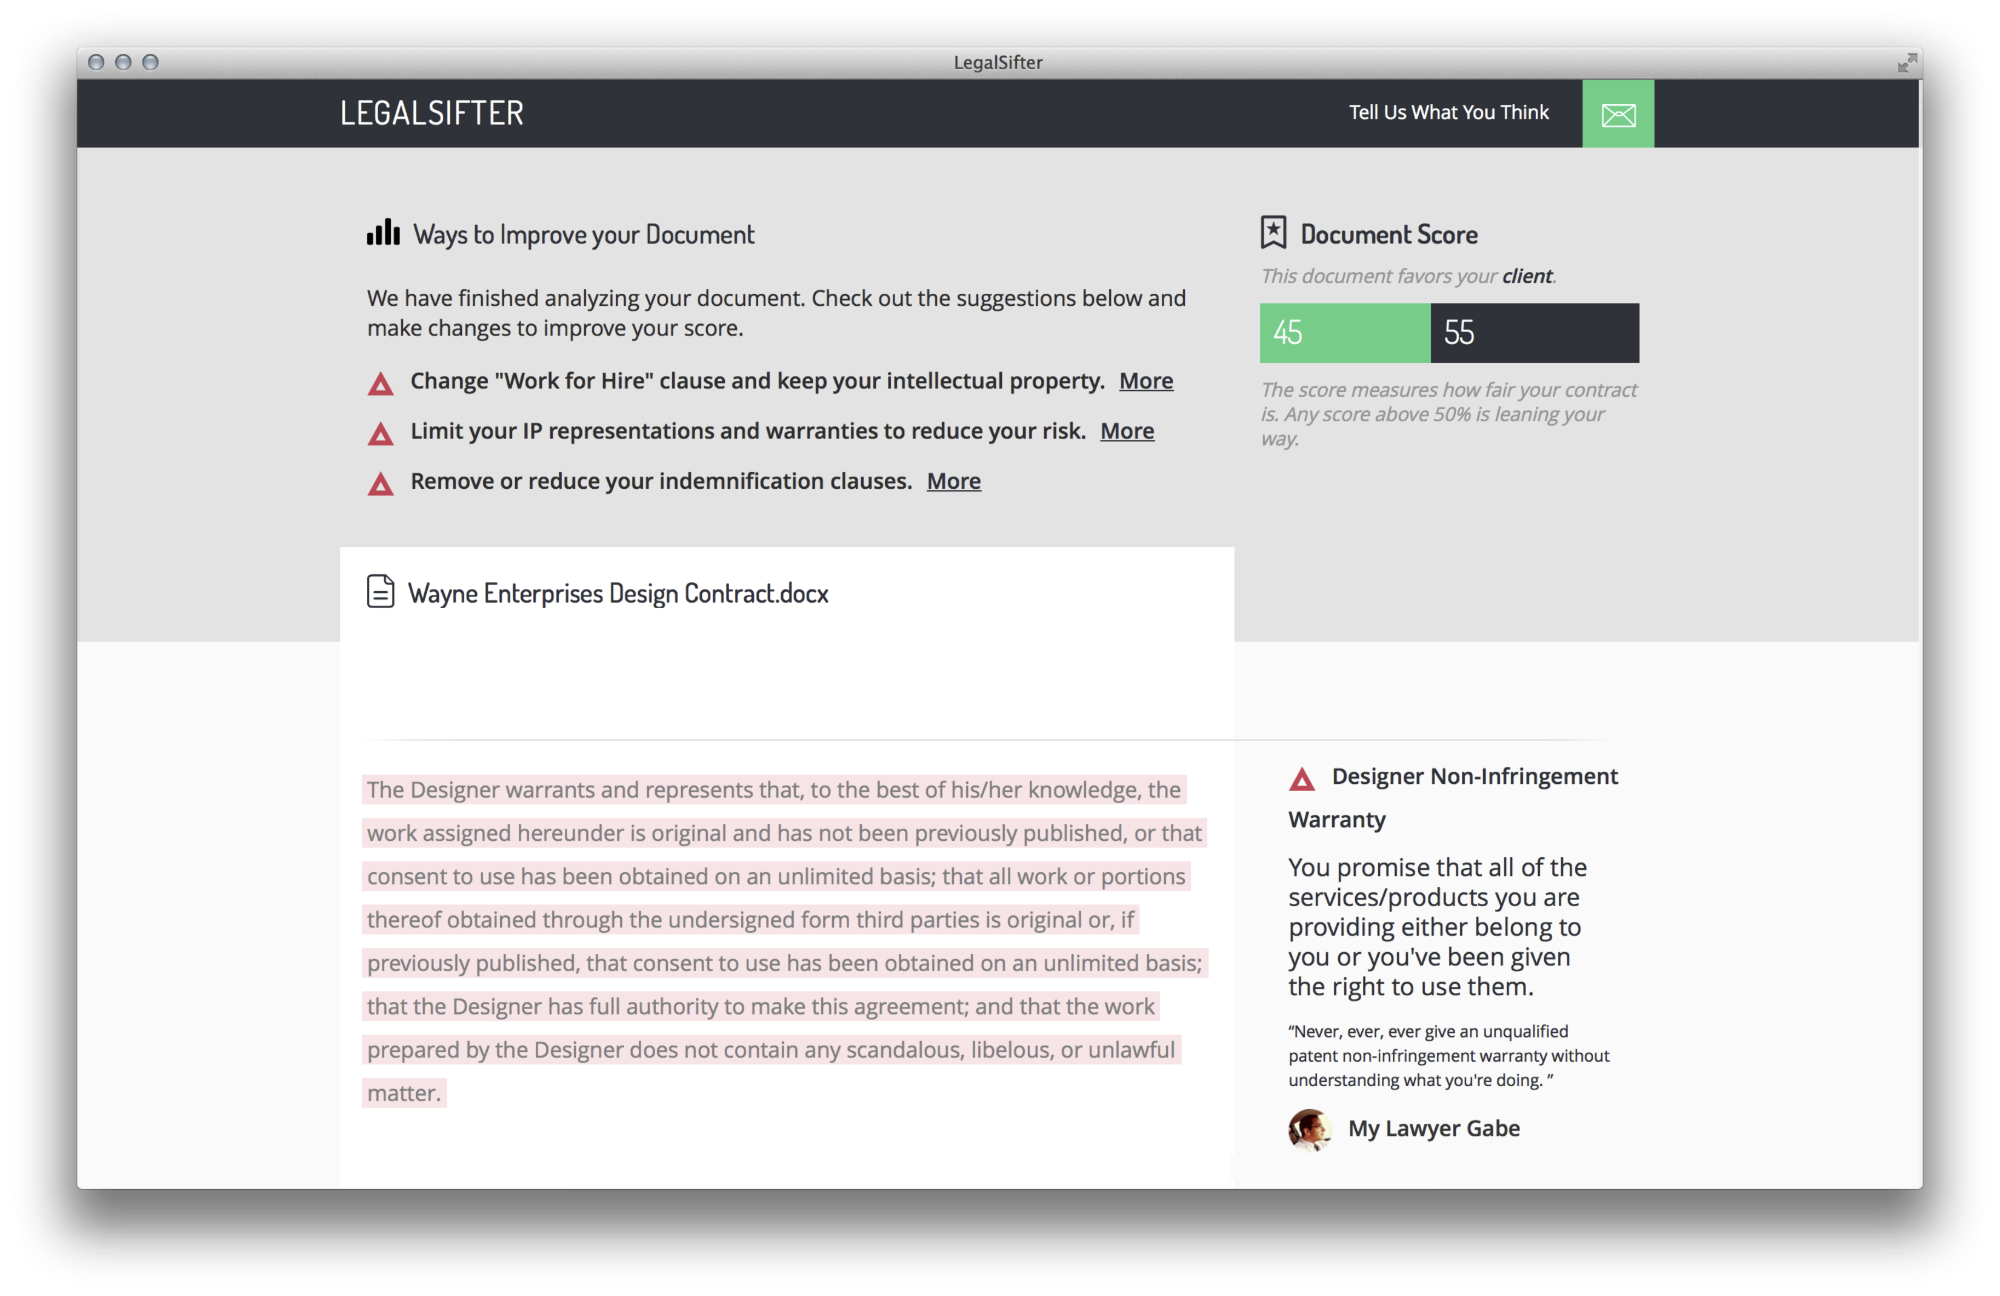 LegalSifter
LEGALSIFTER
Tell Us What You Think
Ways to Improve your Document
We have finished analyzing your document. Check out the suggestions below and
make changes to improve your score.
Change "Work for Hire" clause and keep your intellectual property. More
Limit your IP representations and warranties to reduce your risk. More
Remove or reduce your indemnification clauses. More
Document Score
This document favors your client.
45 55
The score measures how fair your contract
is. Any score above 50% is leaning your
way.
Wayne Enterprises Design Contract.docx
The Designer warrants and represents that, to the best of his/her knowledge, the
work assigned hereunder is original and has not been previously published, or that
consent to use has been obtained on an unlimited basis; that all work or portions
thereof obtained through the undersigned form third parties is original or, if
previously published, that consent to use has been obtained on an unlimited basis;
that the Designer has full authority to make this agreement; and that the work
prepared by the Designer does not contain any scandalous, libelous, or unlawful
matter.
Designer Non-Infringement
Warranty
You promise that all of the
services/products you are
providing either belong to
you or you've been given
the right to use them.
“Never, ever, ever give an unqualified
patent non-infringement warranty without
understanding what you're doing. ”
My Lawyer Gabe